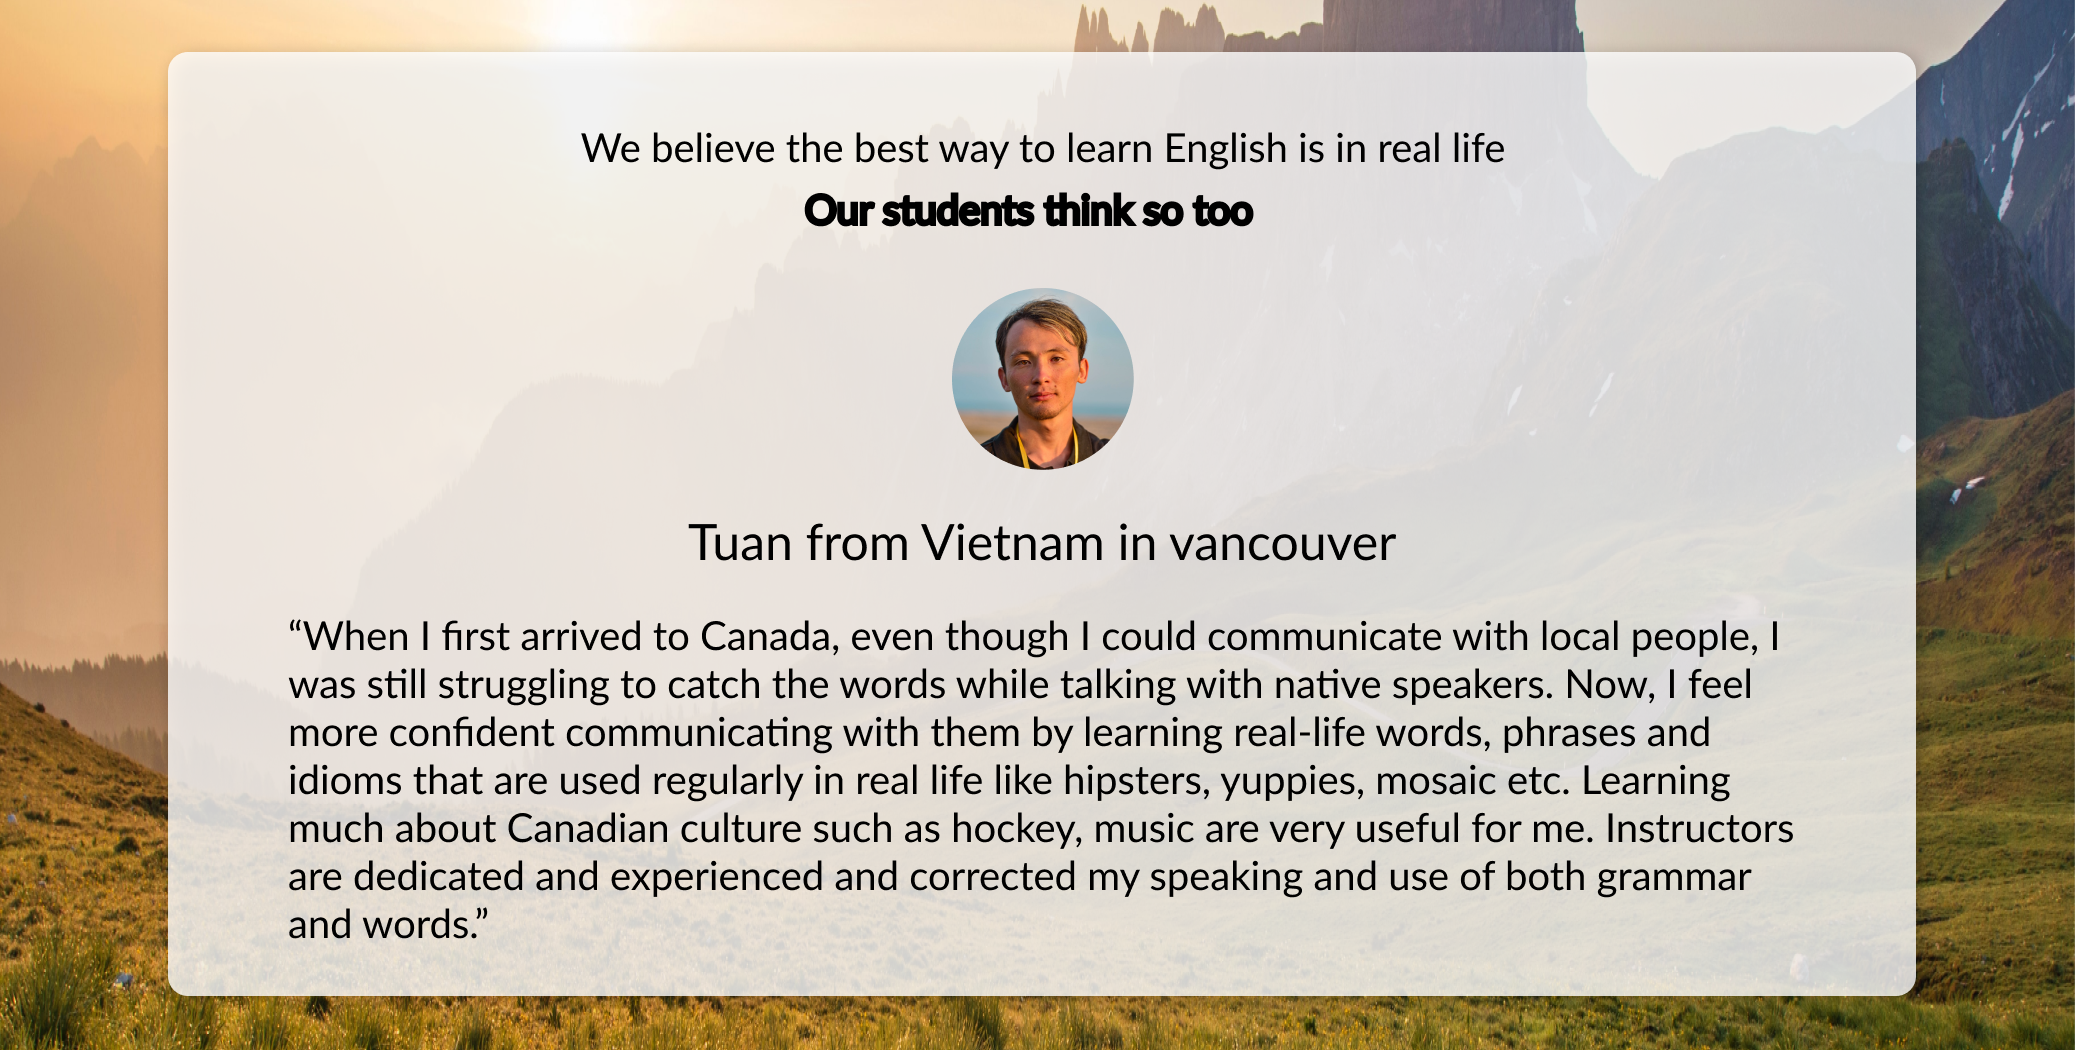 We believe the best way to learn English is in real life
Our students think so too
Tuan from Vietnam in vancouver
“When I first arrived to Canada, even though I could communicate with local people, I
was still struggling to catch the words while talking with native speakers. Now, I feel
more confident communicating with them by learning real-life words, phrases and
idioms that are used regularly in real life like hipsters, yuppies, mosaic etc. Learning
much about Canadian culture such as hockey, music are very useful for me. Instructors
are dedicated and experienced and corrected my speaking and use of both grammar
and words.”